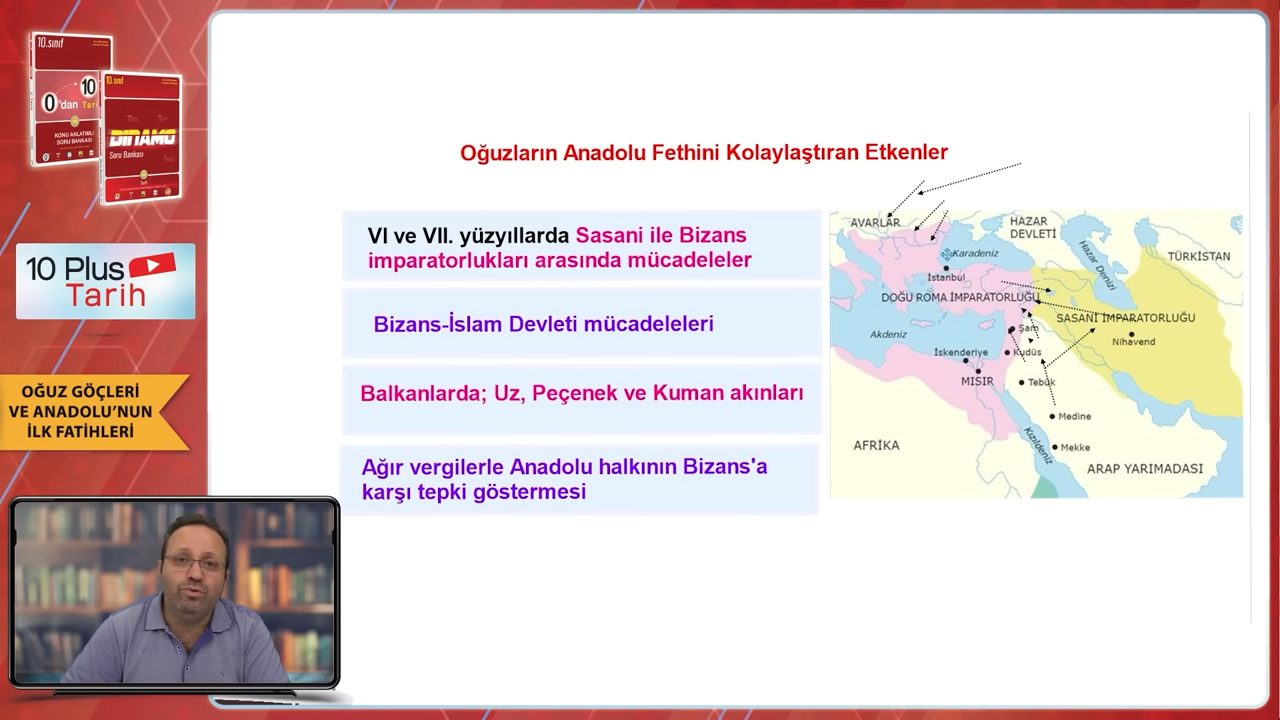 10.sınıf
0'dan 10
Tarih
KONU ANLATIMLI
SORU BANKASI
10.sınıf
DINAMO
Soru Bankası
Tarih
10 Plus
Tarih
OĞUZ GÖÇLERİ
VE ANADOLU'NUN
İLK FATİHLERİ
Oğuzların Anadolu Fethini Kolaylaştıran Etkenler
VI ve VII. yüzyıllarda Sasani ile Bizans
imparatorlukları arasında mücadeleler
Bizans-İslam Devleti mücadeleleri
Balkanlarda; Uz, Peçenek ve Kuman akınları
Ağır vergilerle Anadolu halkının Bizans'a
karşı tepki göstermesi
AVARLAR
HAZAR
DEVLETİ
Karadeniz
Hazar Denizi
TÜRKİSTAN
İstanbul
DOĞU ROMA İMPARATORLUĞU
SASANİ İMPARATORLUĞU
Akdeniz
Şam
Nihavend
İskenderiye
Kudüs
MISIR
Tebük
Medine
Kızıldeniz
AFRİKA
Mekke
ARAP YARIMADASI